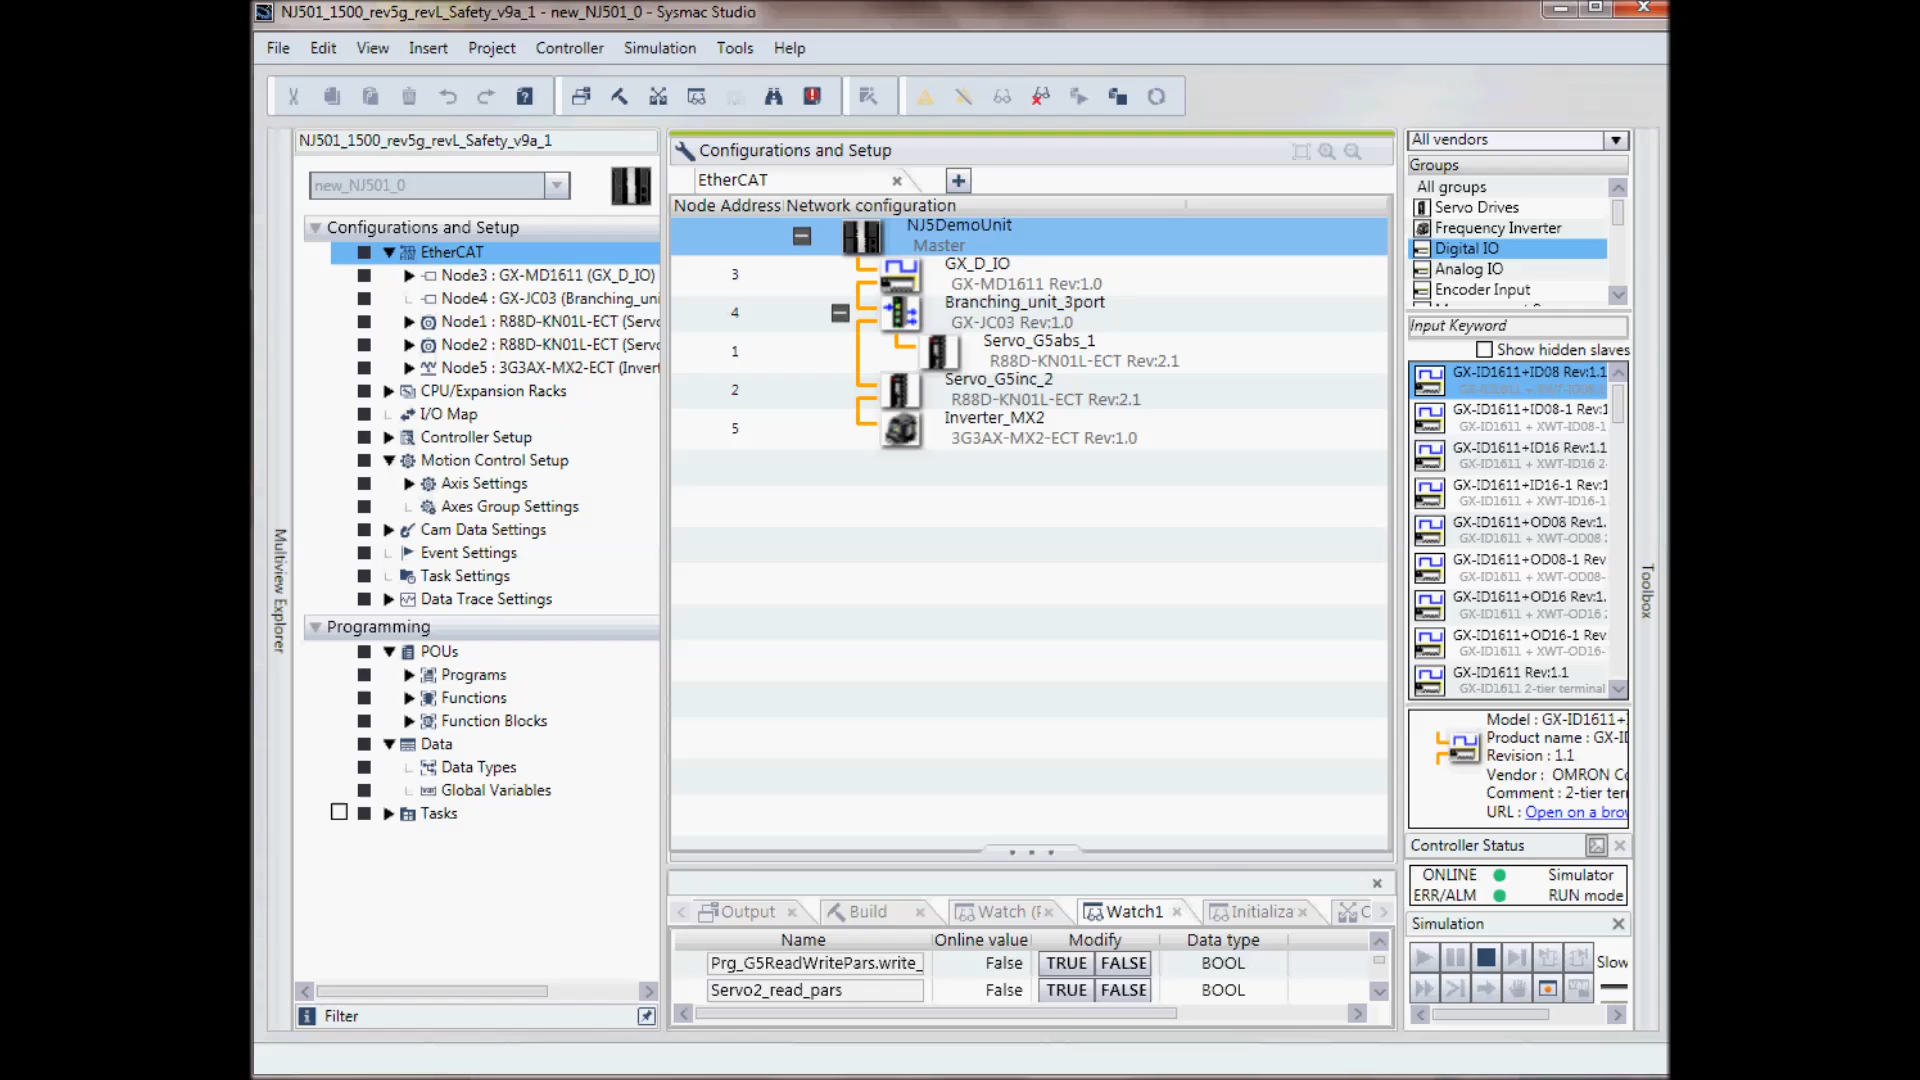 NJ501_1500_rev5g_revL_Safety_v9a_1 - new_NJ501_0 - Sysmac Studio
File Edit View Insert Project Controller Simulation Tools Help
Multiview Explorer
NJ501_1500_rev5g_revL_Safety_v9a_1
new_NJ501_0
Configurations and Setup
EtherCAT
Node3 : GX-MD1611 (GX_D_IO)
Node4 : GX-JC03 (Branching_uni
Node1 : R88D-KN01L-ECT (Servo
Node2 : R88D-KN01L-ECT (Servo
Node5 : 3G3AX-MX2-ECT (Invert
CPU/Expansion Racks
I/O Map
Controller Setup
Motion Control Setup
Axis Settings
Axes Group Settings
Cam Data Settings
Event Settings
Task Settings
Data Trace Settings
Programming
POUs
Programs
Functions
Function Blocks
Data
Data Types
Global Variables
Tasks
Filter
Configurations and Setup
EtherCAT
Node Address Network configuration
NJ5DemoUnit
Master
3 GX_D_IO
GX-MD1611 Rev:1.0
4 Branching_unit_3port
GX-JC03 Rev:1.0
1 Servo_G5abs_1
R88D-KN01L-ECT Rev:2.1
2 Servo_G5inc_2
R88D-KN01L-ECT Rev:2.1
5 Inverter_MX2
3G3AX-MX2-ECT Rev:1.0
Output Build Watch (F Watch1 Initializa C
Name Online value Modify Data type
Prg_G5ReadWritePars.write_ False TRUE FALSE BOOL
Servo2_read_pars False TRUE FALSE BOOL
All vendors
Groups
All groups
Servo Drives
Frequency Inverter
Digital IO
Analog IO
Encoder Input
Input Keyword
Show hidden slaves
GX-ID1611+ID08 Rev:1.1
GX-ID1611+ID08-1 Rev:1
GX-ID1611 + XWT-ID08-1
GX-ID1611+ID16 Rev:1.1
GX-ID1611 + XWT-ID16 2-
GX-ID1611+ID16-1 Rev:1
GX-ID1611 + XWT-ID16-1
GX-ID1611+OD08 Rev:1.
GX-ID1611 + XWT-OD08
GX-ID1611+OD08-1 Rev
GX-ID1611 + XWT-OD08-
GX-ID1611+OD16 Rev:1.
GX-ID1611 + XWT-OD16
GX-ID1611+OD16-1 Rev
GX-ID1611 + XWT-OD16-
GX-ID1611 Rev:1.1
GX-ID1611 2-tier terminal
Model : GX-ID1611+I
Product name : GX-ID
Revision : 1.1
Vendor : OMRON Co
Comment : 2-tier ter
URL : Open on a brow
Toolbox
Controller Status
ONLINE Simulator
ERR/ALM RUN mode
Simulation
Slow